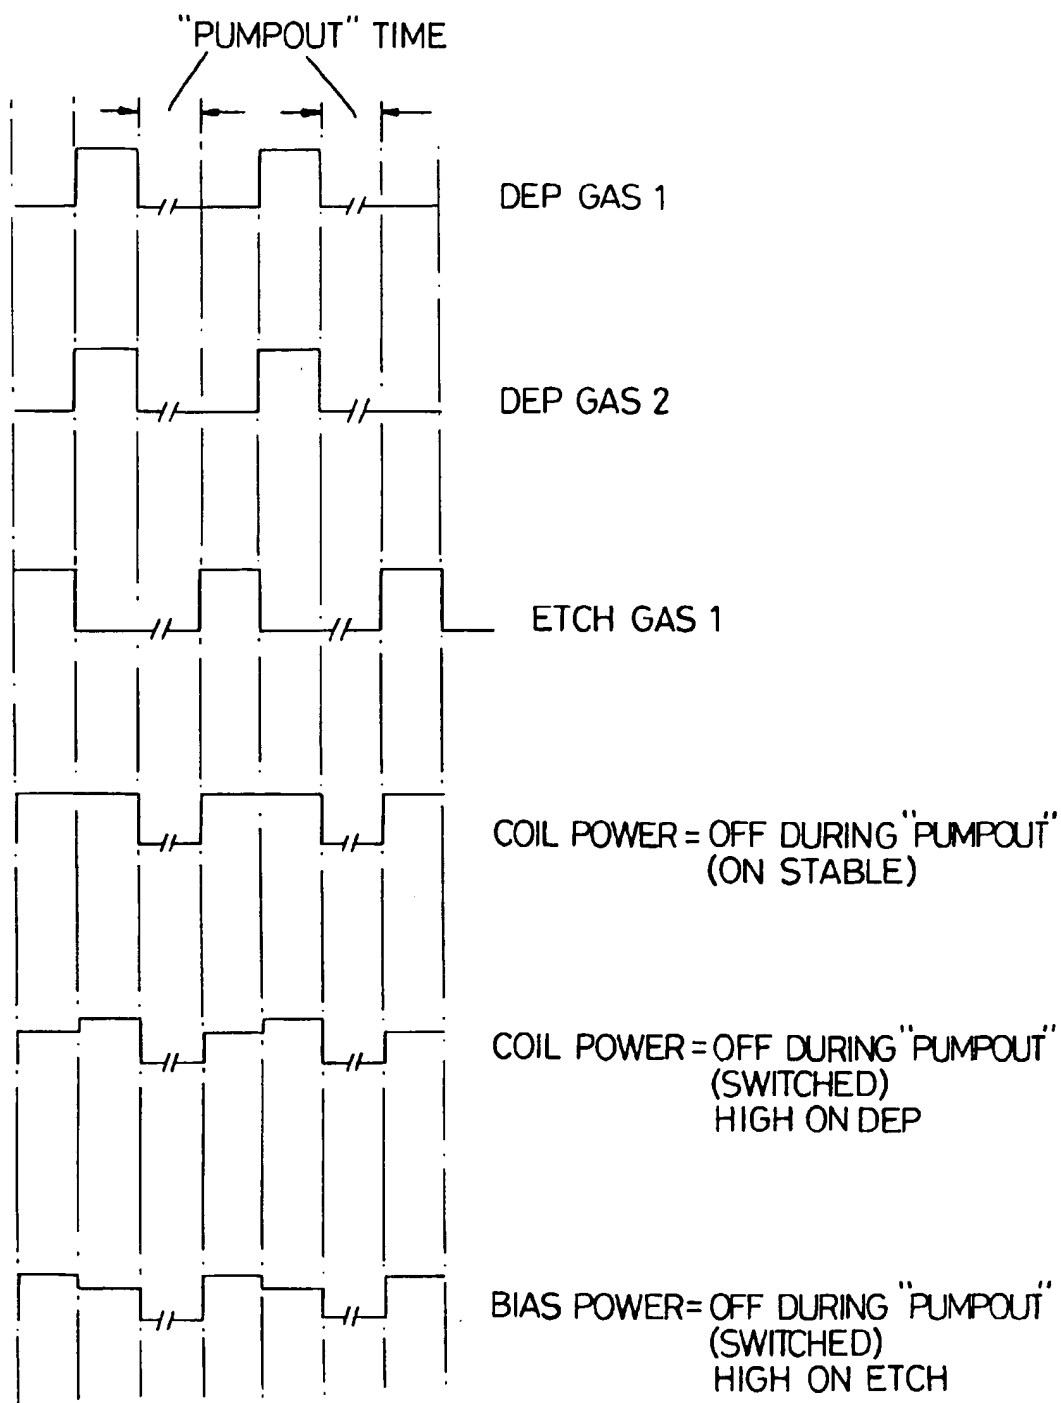 "PUMPOUT" TIME
DEP GAS 1
DEP GAS 2
ETCH GAS 1
COIL POWER = OFF DURING "PUMPOUT"
(ON STABLE)
COIL POWER = OFF DURING "PUMPOUT"
(SWITCHED)
HIGH ON DEP
BIAS POWER = OFF DURING "PUMPOUT"
(SWITCHED)
HIGH ON ETCH